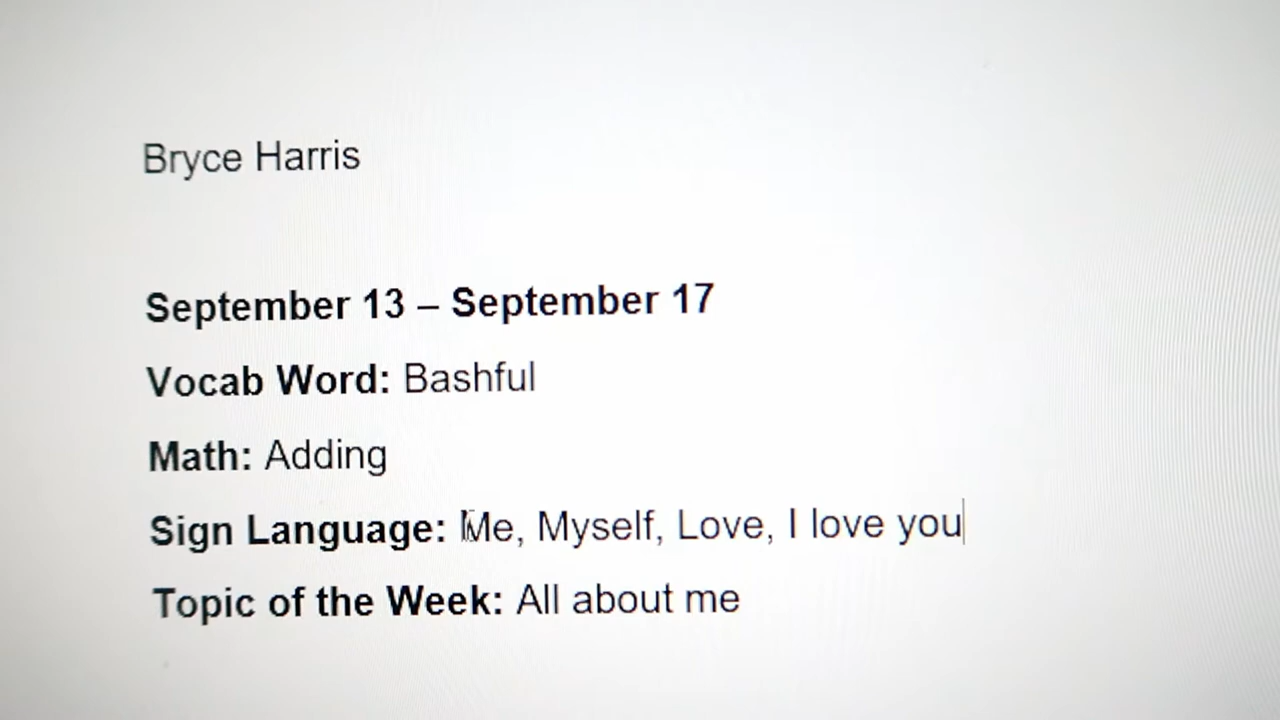 Bryce Harris
September 13 – September 17
Vocab Word: Bashful
Math: Adding
Sign Language: Me, Myself, Love, I love you
Topic of the Week: All about me